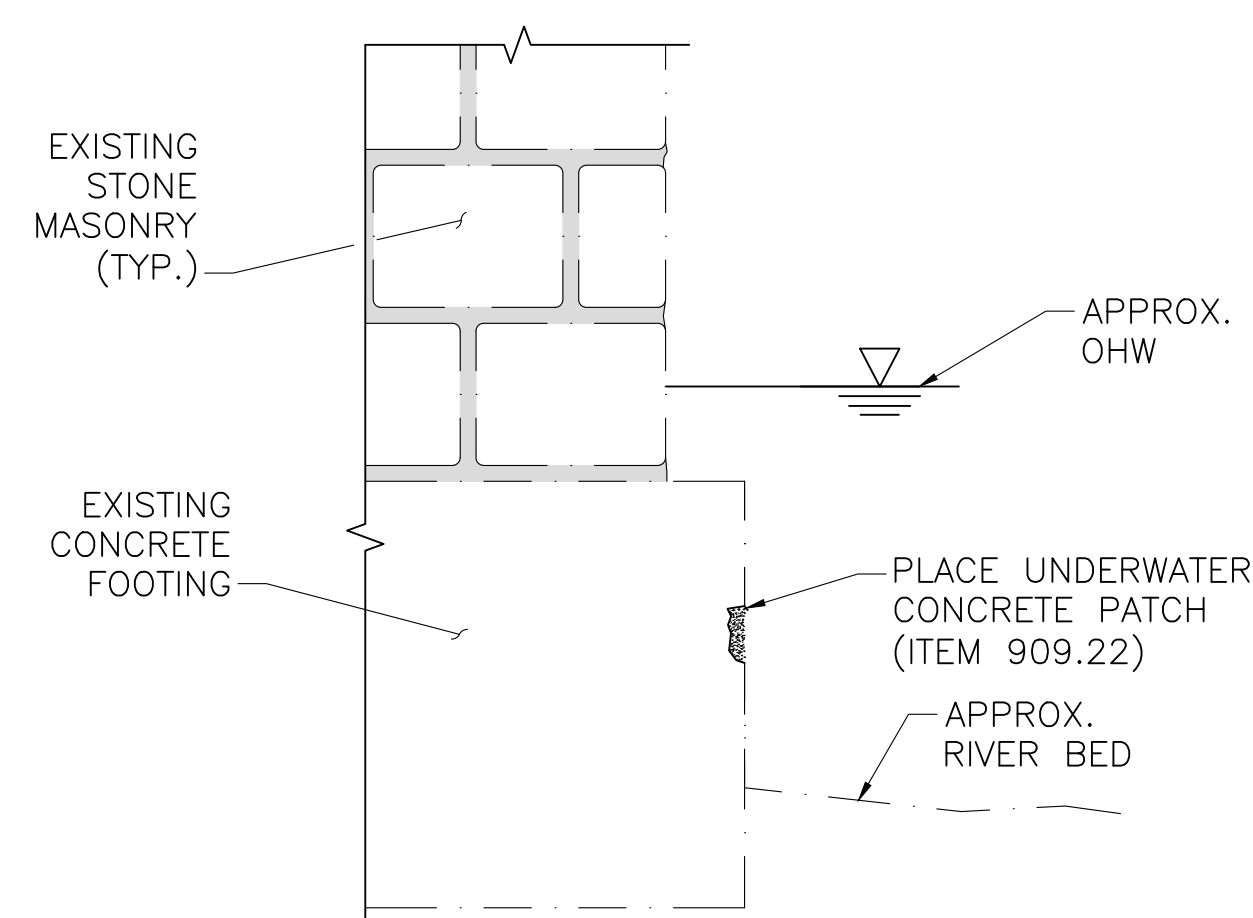 EXISTING
STONE
MASONRY
(TYP.)
APPROX.
OHW
EXISTING
CONCRETE
FOOTING
PLACE UNDERWATER
CONCRETE PATCH
(ITEM 909.22)
APPROX.
RIVER BED